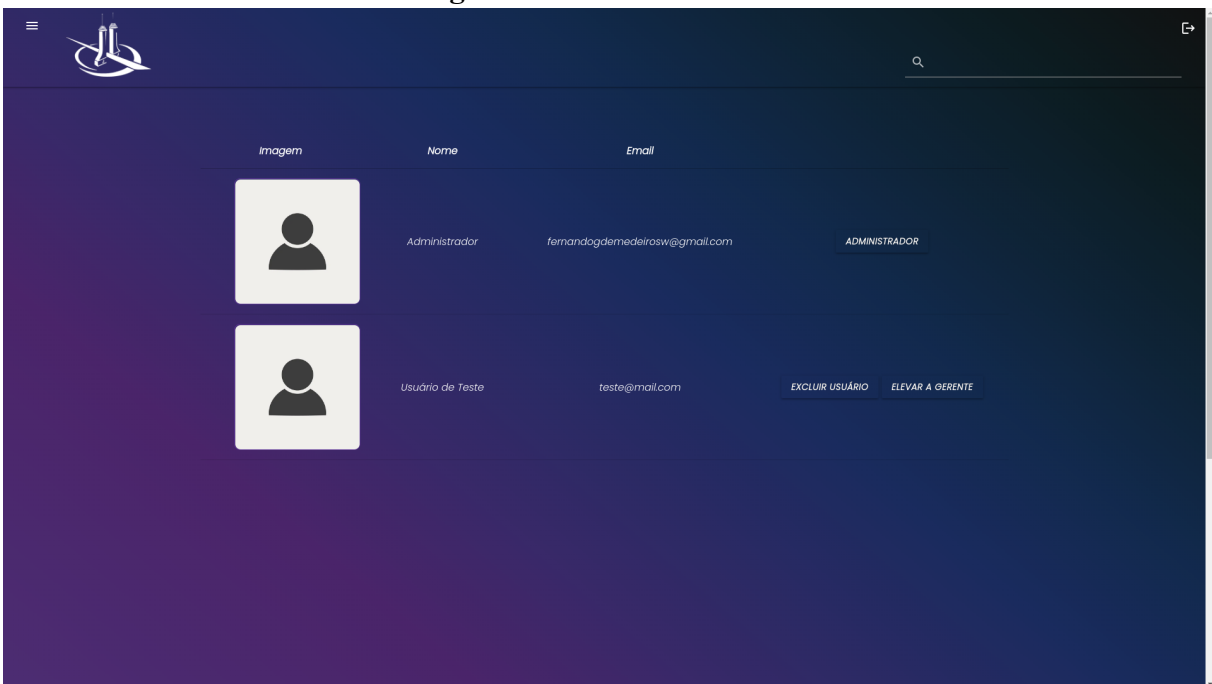 Imagem Nome Email
Administrador fernandogdemedeirosw@gmail.com ADMINISTRADOR
Usuário de Teste teste@mail.com EXCLUIR USUÁRIO ELEVAR A GERENTE